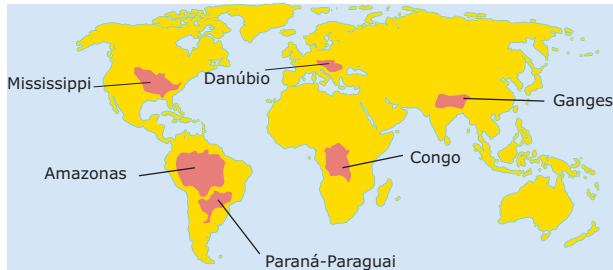 Mississippi
Danúbio
Ganges
Amazonas
Congo
Paraná-Paraguai